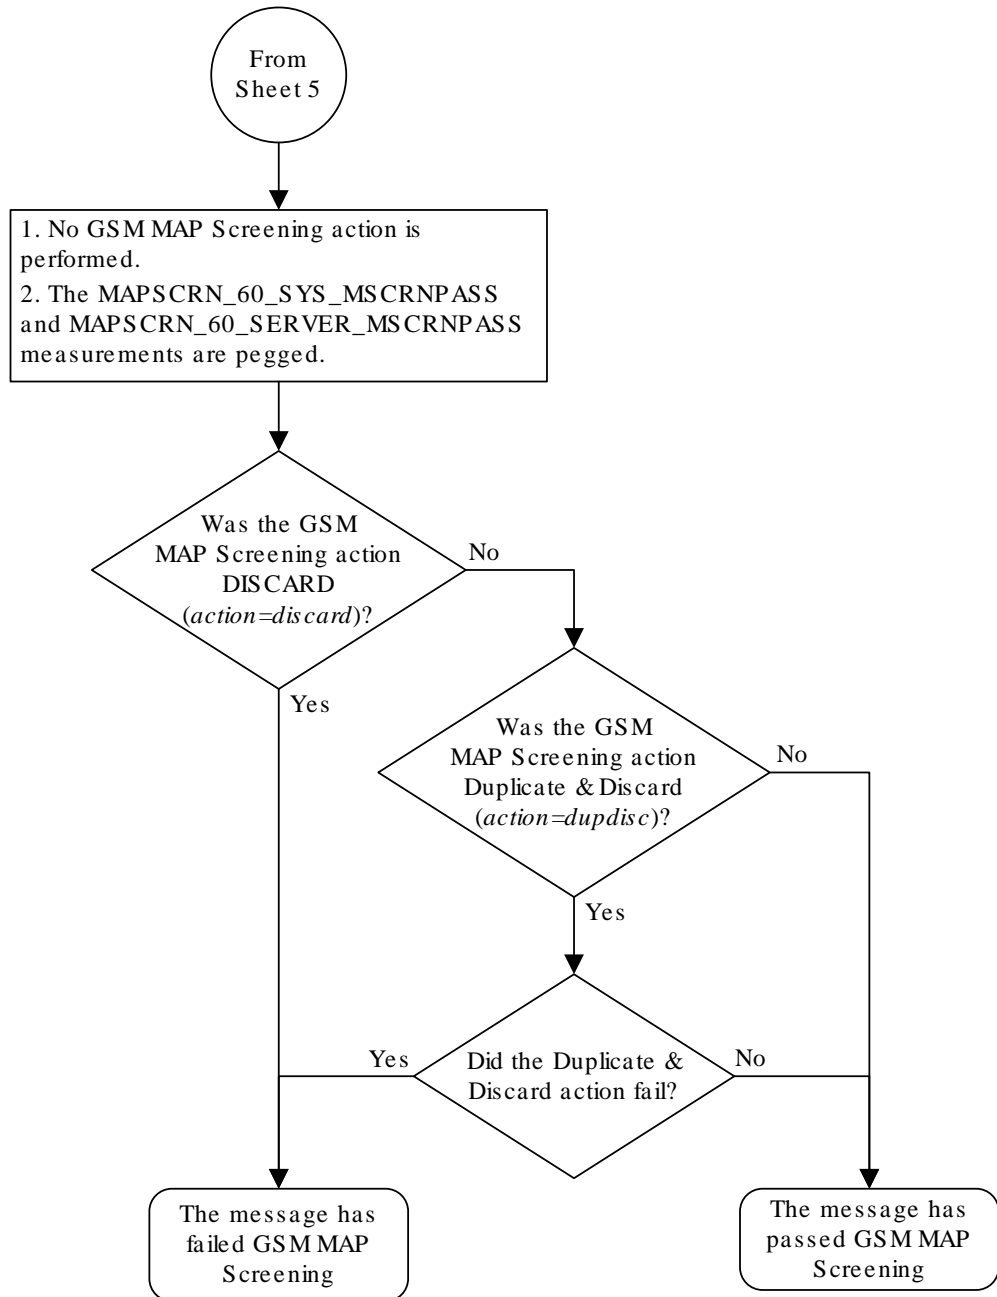 From
Sheet 5
1. No GSM MAP Screening action is
performed.
2. The MAPSCRN_60_SYS_MSCRNPASS
and MAPSCRN_60_SERVER_MSCRNPASS
measurements are pegged.
Was the GSM
MAP Screening action
DISCARD
(action=discard)?
No
Yes
Was the GSM
MAP Screening action
Duplicate & Discard
(action=dupdisc)?
No
Yes
Did the Duplicate &
Discard action fail?
Yes
No
The message has
failed GSM MAP
Screening
The message has
passed GSM MAP
Screening